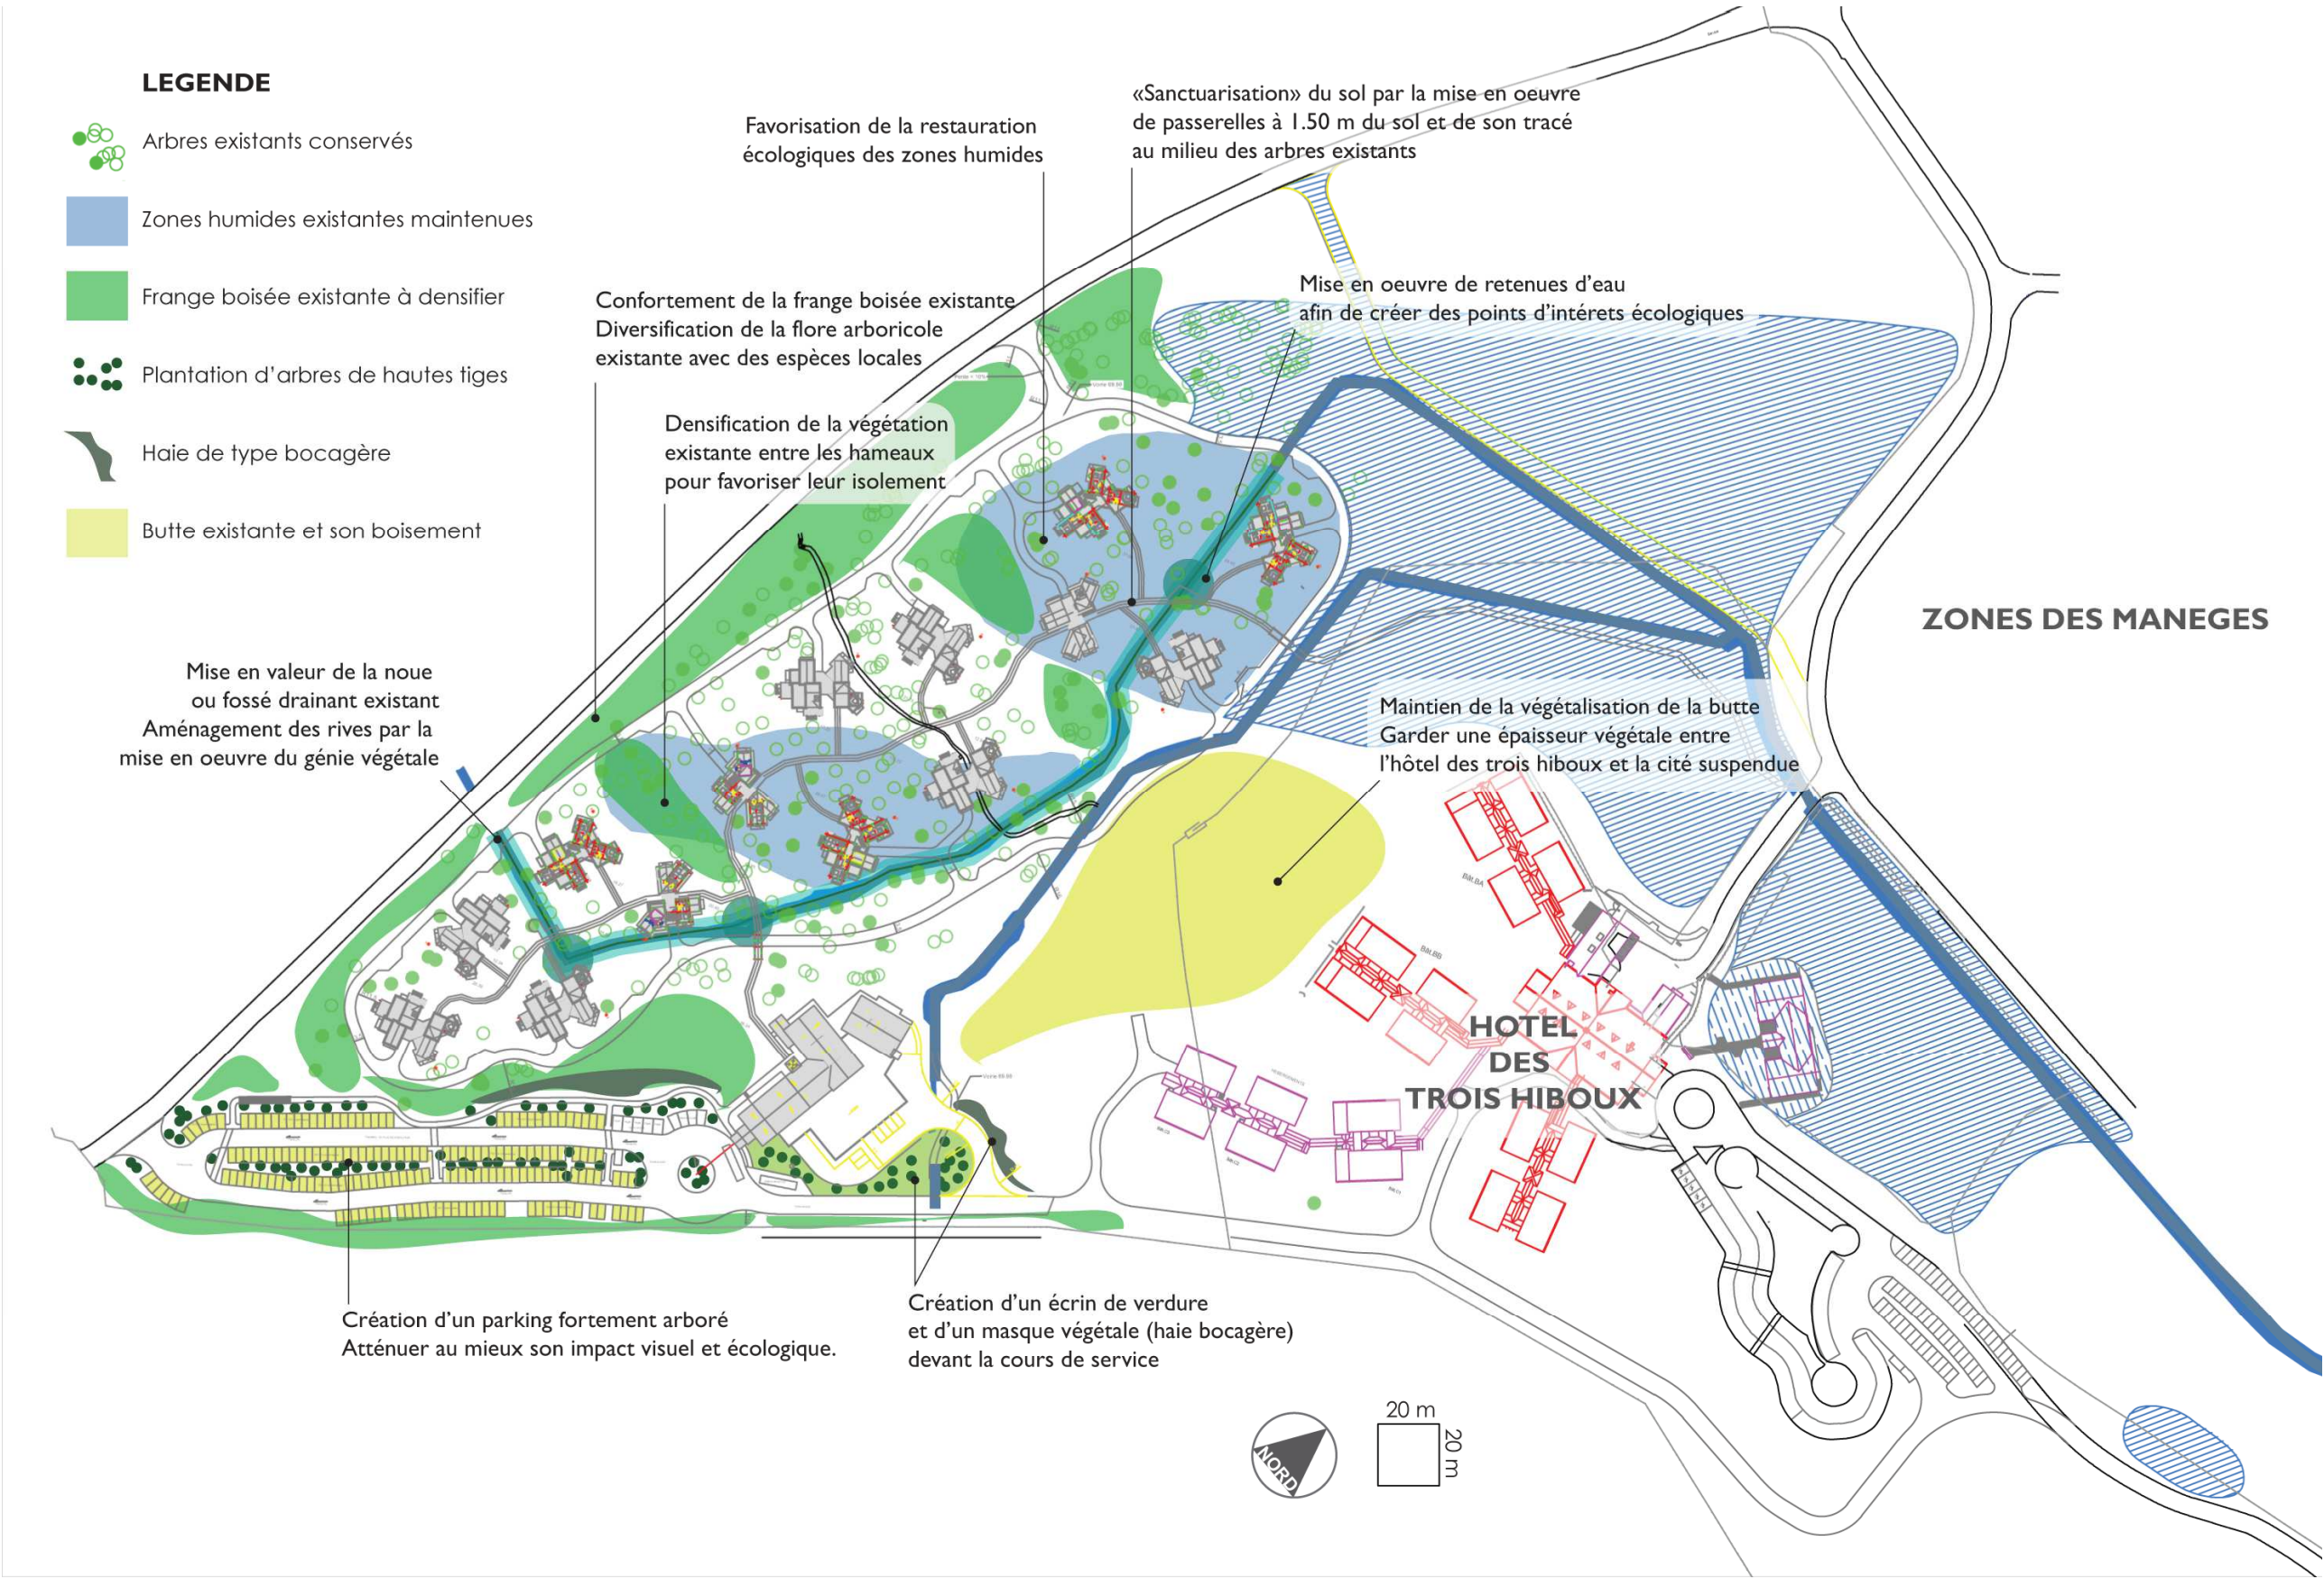 LEGENDE
Arbres existants conservés
Zones humides existantes maintenues
Frange boisée existante à densifier
Plantation d'arbres de hautes tiges
Haie de type bocagère
Butte existante et son boisement
Favorisation de la restauration
écologiques des zones humides
«Sanctuarisation» du sol par la mise en oeuvre
de passerelles à 1.50 m du sol et de son tracé
au milieu des arbres existants
Mise en oeuvre de retenues d'eau
afin de créer des points d'intérets écologiques
Confortement de la frange boisée existante
Diversification de la flore arboricole
existante avec des espèces locales
Densification de la végétation
existante entre les hameaux
pour favoriser leur isolement
ZONES DES MANEGES
Mise en valeur de la noue
ou fossé drainant existant
Aménagement des rives par la
mise en oeuvre du génie végétale
Maintien de la végétalisation de la butte
Garder une épaisseur végétale entre
l'hôtel des trois hiboux et la cité suspendue
Bât.BA
Bât.BB
HOTEL
DES
TROIS HIBOUX
Création d'un parking fortement arboré
Atténuer au mieux son impact visuel et écologique.
Création d'un écrin de verdure
et d'un masque végétale (haie bocagère)
devant la cours de service
NORD
20 m
20 m